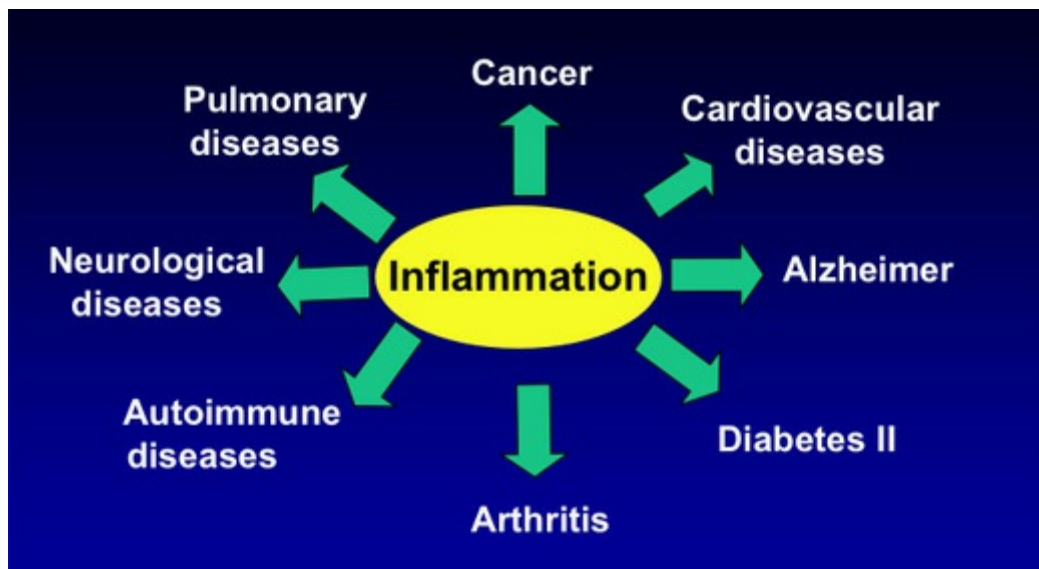 Cancer
Pulmonary
diseases
Cardiovascular
diseases
Neurological
diseases
Inflammation
Alzheimer
Autoimmune
diseases
Diabetes II
Arthritis